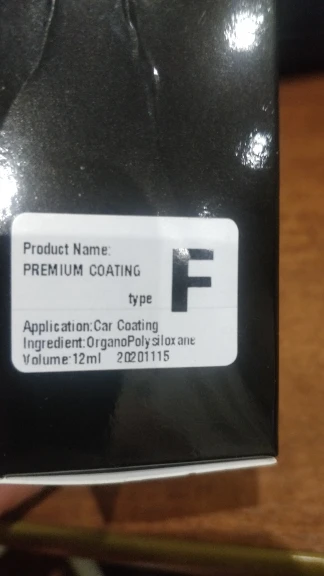 Product Name:
PREMIUM COATING
type F
Application:Car Coating
Ingredient:OrganoPolysiloxane
Volume:12ml 20201115